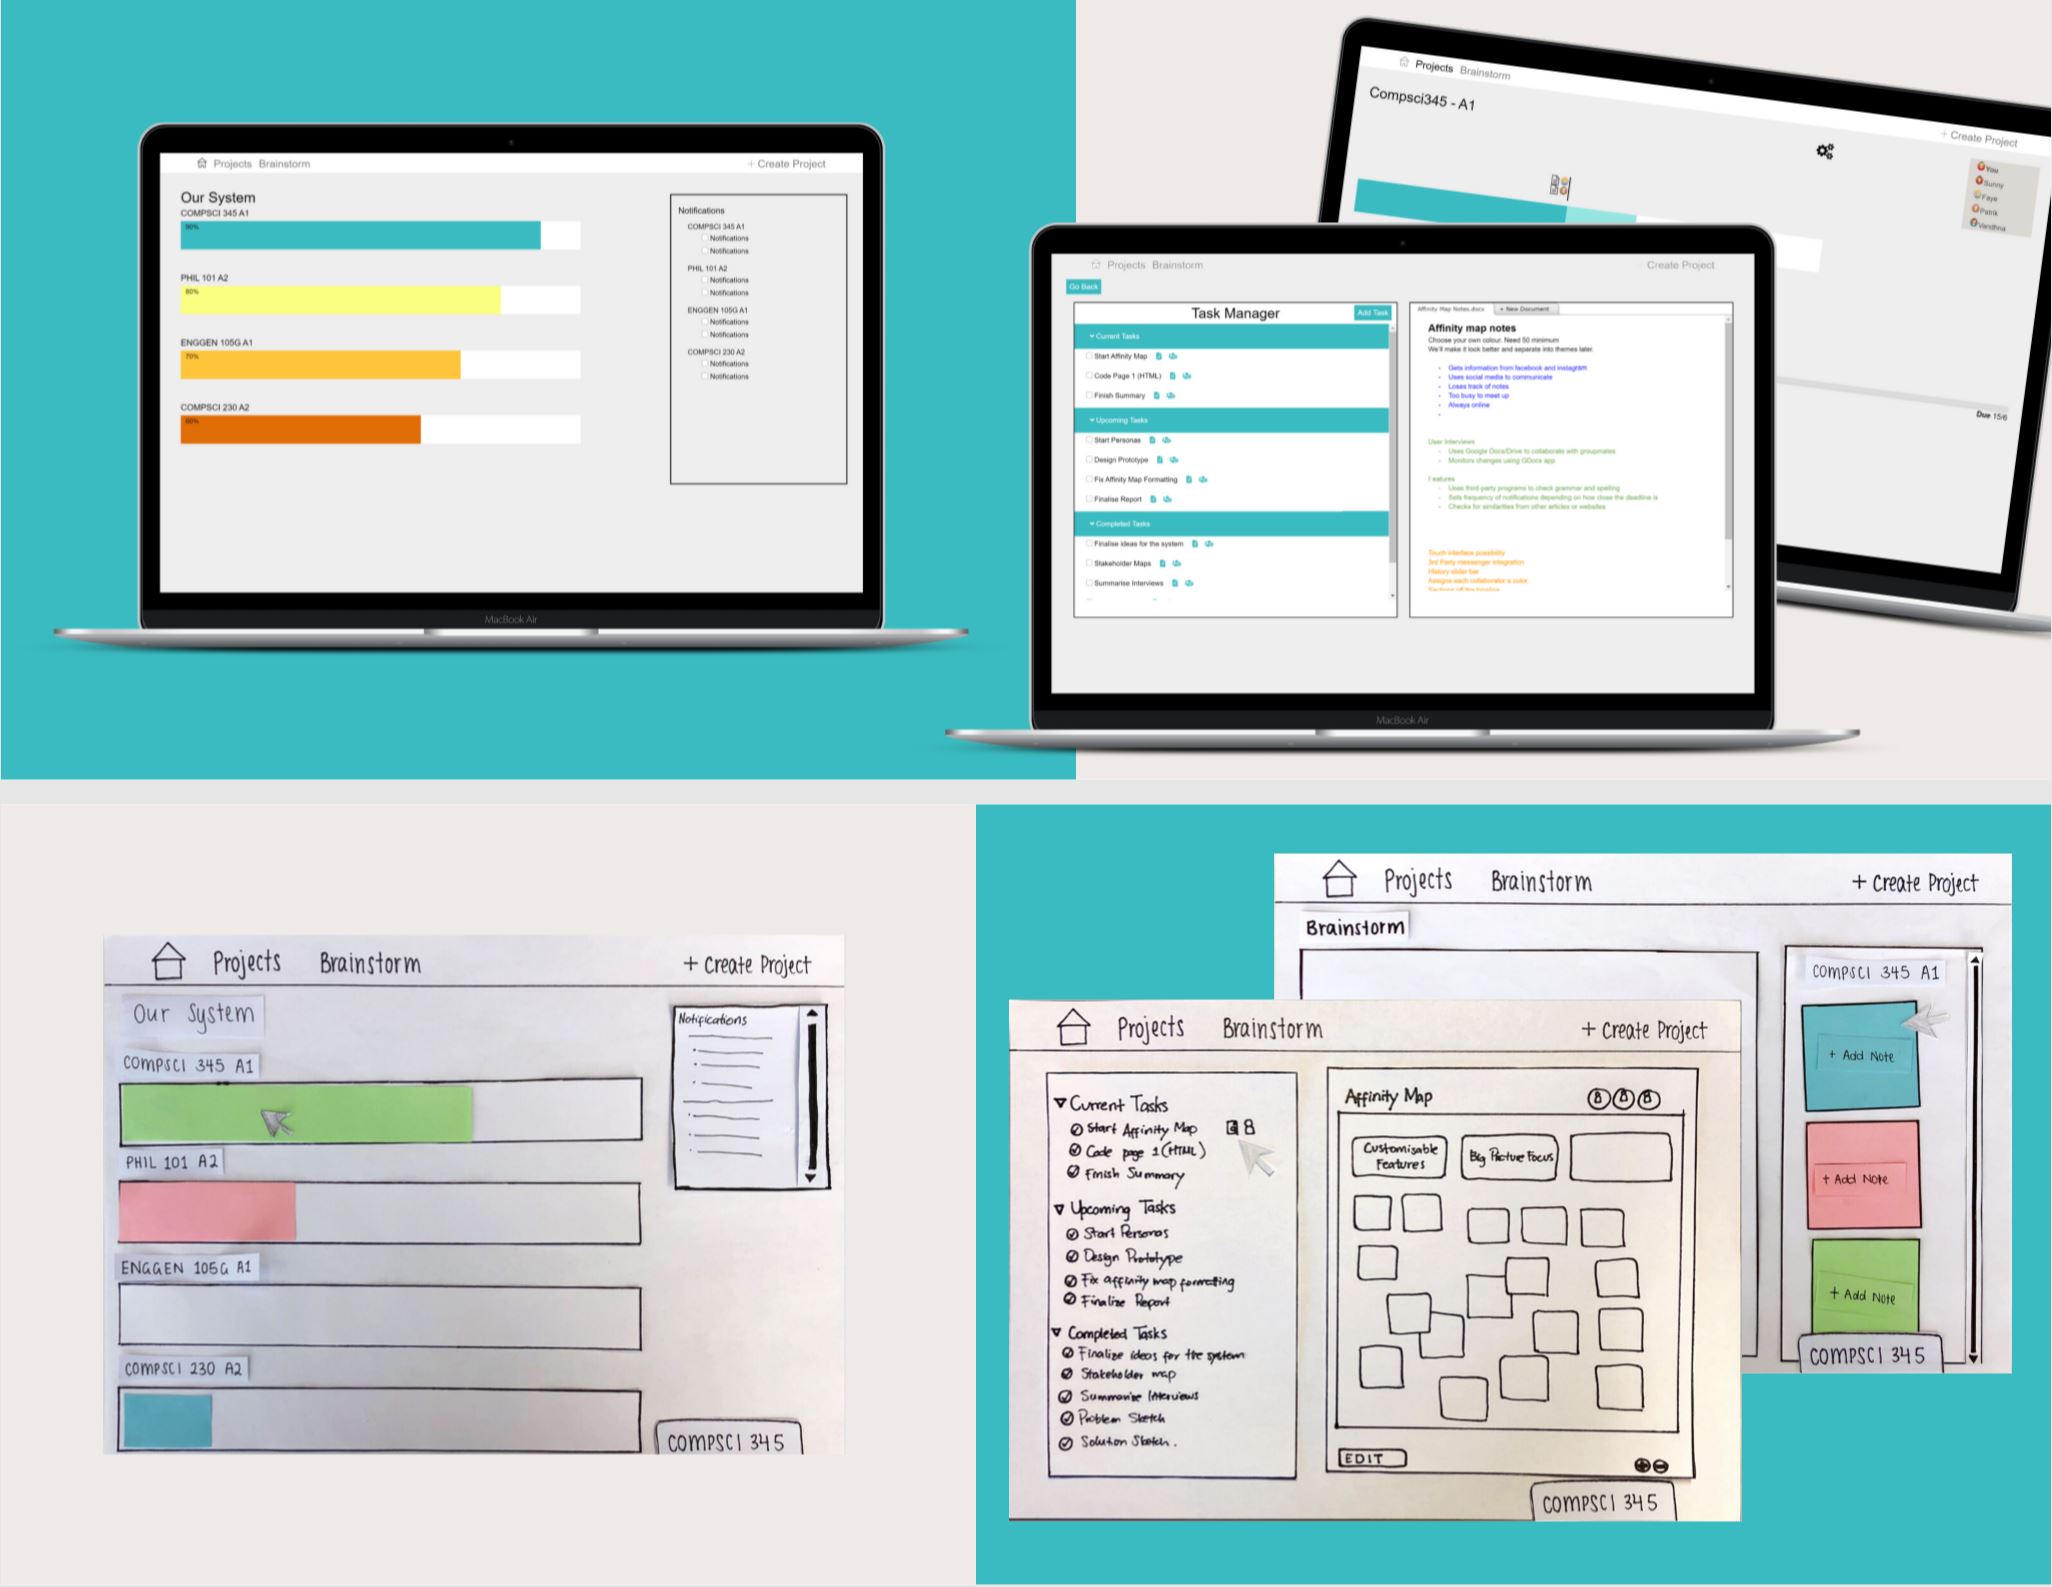 Projects Brainstorm
+ Create Project
Our System
COMPSCI 345 A1
90%
PHIL 101 A2
80%
ENGGEN 105G A1
70%
COMPSCI 230 A2
60%
Notifications
COMPSCI 345 A1
Notifications
Notifications
PHIL 101 A2
Notifications
Notifications
ENGGEN 105G A1
Notifications
Notifications
COMPSCI 230 A2
Notifications
Notifications
MacBook Air
Projects Brainstorm
+ Create Project
Compsci345 - A1
You
Sunny
Faye
Patrik
Vandhna
Due 15/6
Projects Brainstorm
Create Project
Go Back
Task Manager
Add Task
Current Tasks
Start Affinity Map
Code Page 1 (HTML)
Finish Summary
Upcoming Tasks
Start Personas
Design Prototype
Fix Affinity Map Formatting
Finalise Report
Completed Tasks
Finalise ideas for the system
Stakeholder Maps
Summarise Interviews
Affinity Map Notes.docx
+ New Document
Affinity map notes
Choose your own colour. Need 50 minimum
We'll make it look better and separate into themes later.
- Gets information from facebook and instagram
- Uses social media to communicate
- Loses track of notes
- Too busy to meet up
- Always online
-
User Interviews
- Uses Google Docs/Drive to collaborate with groupmates
- Monitors changes using GDocs app
Features
- Uses third-party programs to check grammar and spelling
- Sets frequency of notifications depending on how close the deadline is
- Checks for similarities from other articles or websites
Touch interface possibility
3rd Party messenger integration
History slider bar
Assigns each collaborator a color
MacBook Air
Projects Brainstorm
+ Create Project
Our System
COMPSCI 345 A1
PHIL 101 A2
ENGGEN 105G A1
COMPSCI 230 A2
Notifications
COMPSCI 345
Projects Brainstorm
+ Create Project
Brainstorm
COMPSCI 345 A1
+ Add Note
+ Add Note
+ Add Note
COMPSCI 345
Projects Brainstorm
+ Create Project
Current Tasks
Start Affinity Map
Code page 1 (HTML)
Finish Summary
Upcoming Tasks
Start Personas
Design Prototype
Fix affinity map formatting
Finalize Report
Completed Tasks
Finalize ideas for the system
Stakeholder map
Summarize Interviews
Problem Sketch
Solution Sketch.
Affinity Map
Customisable
Features
Big Picture Focus
EDIT
COMPSCI 345